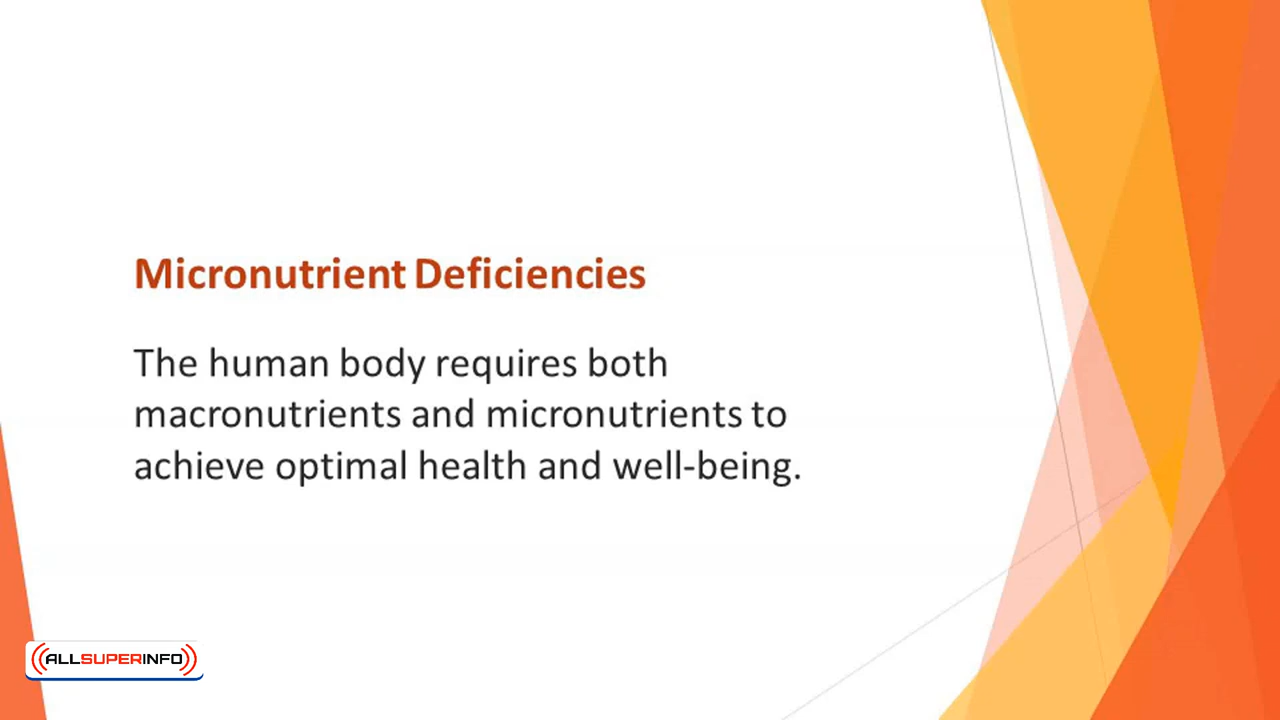 Micronutrient Deficiencies
The human body requires both
macronutrients and micronutrients to
achieve optimal health and well-being.
ALLSUPERINFO